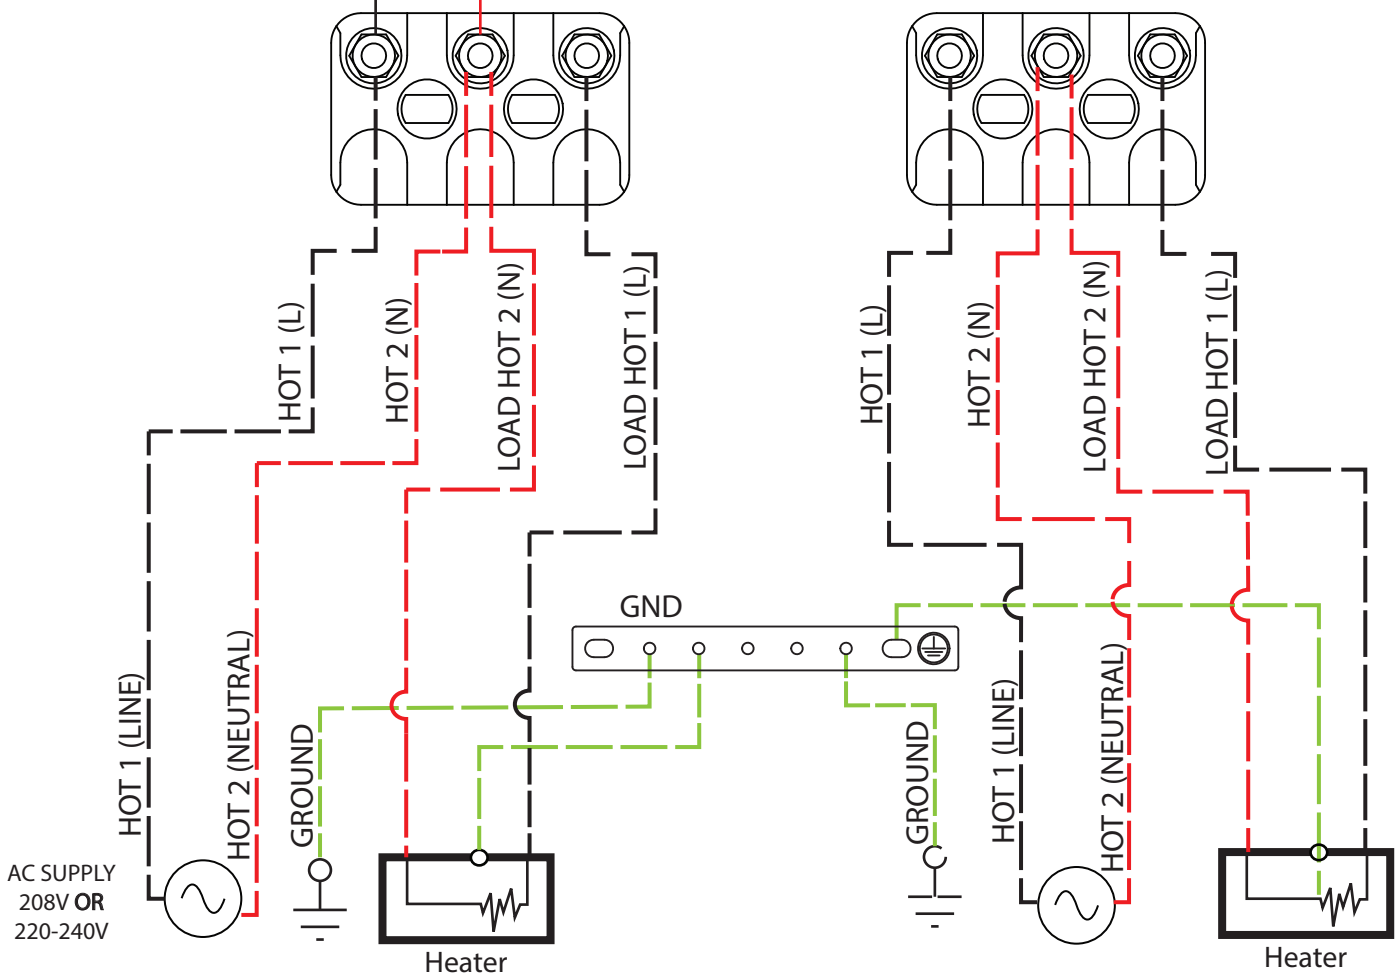 HOT 1 (L)
HOT 2 (N)
LOAD HOT 2 (N)
LOAD HOT 1 (L)
HOT 1 (L)
HOT 2 (N)
LOAD HOT 2 (N)
LOAD HOT 1 (L)
GND
HOT 1 (LINE)
HOT 2 (NEUTRAL)
GROUND
GROUND
HOT 1 (LINE)
HOT 2 (NEUTRAL)
AC SUPPLY
208V OR
220-240V
Heater
Heater